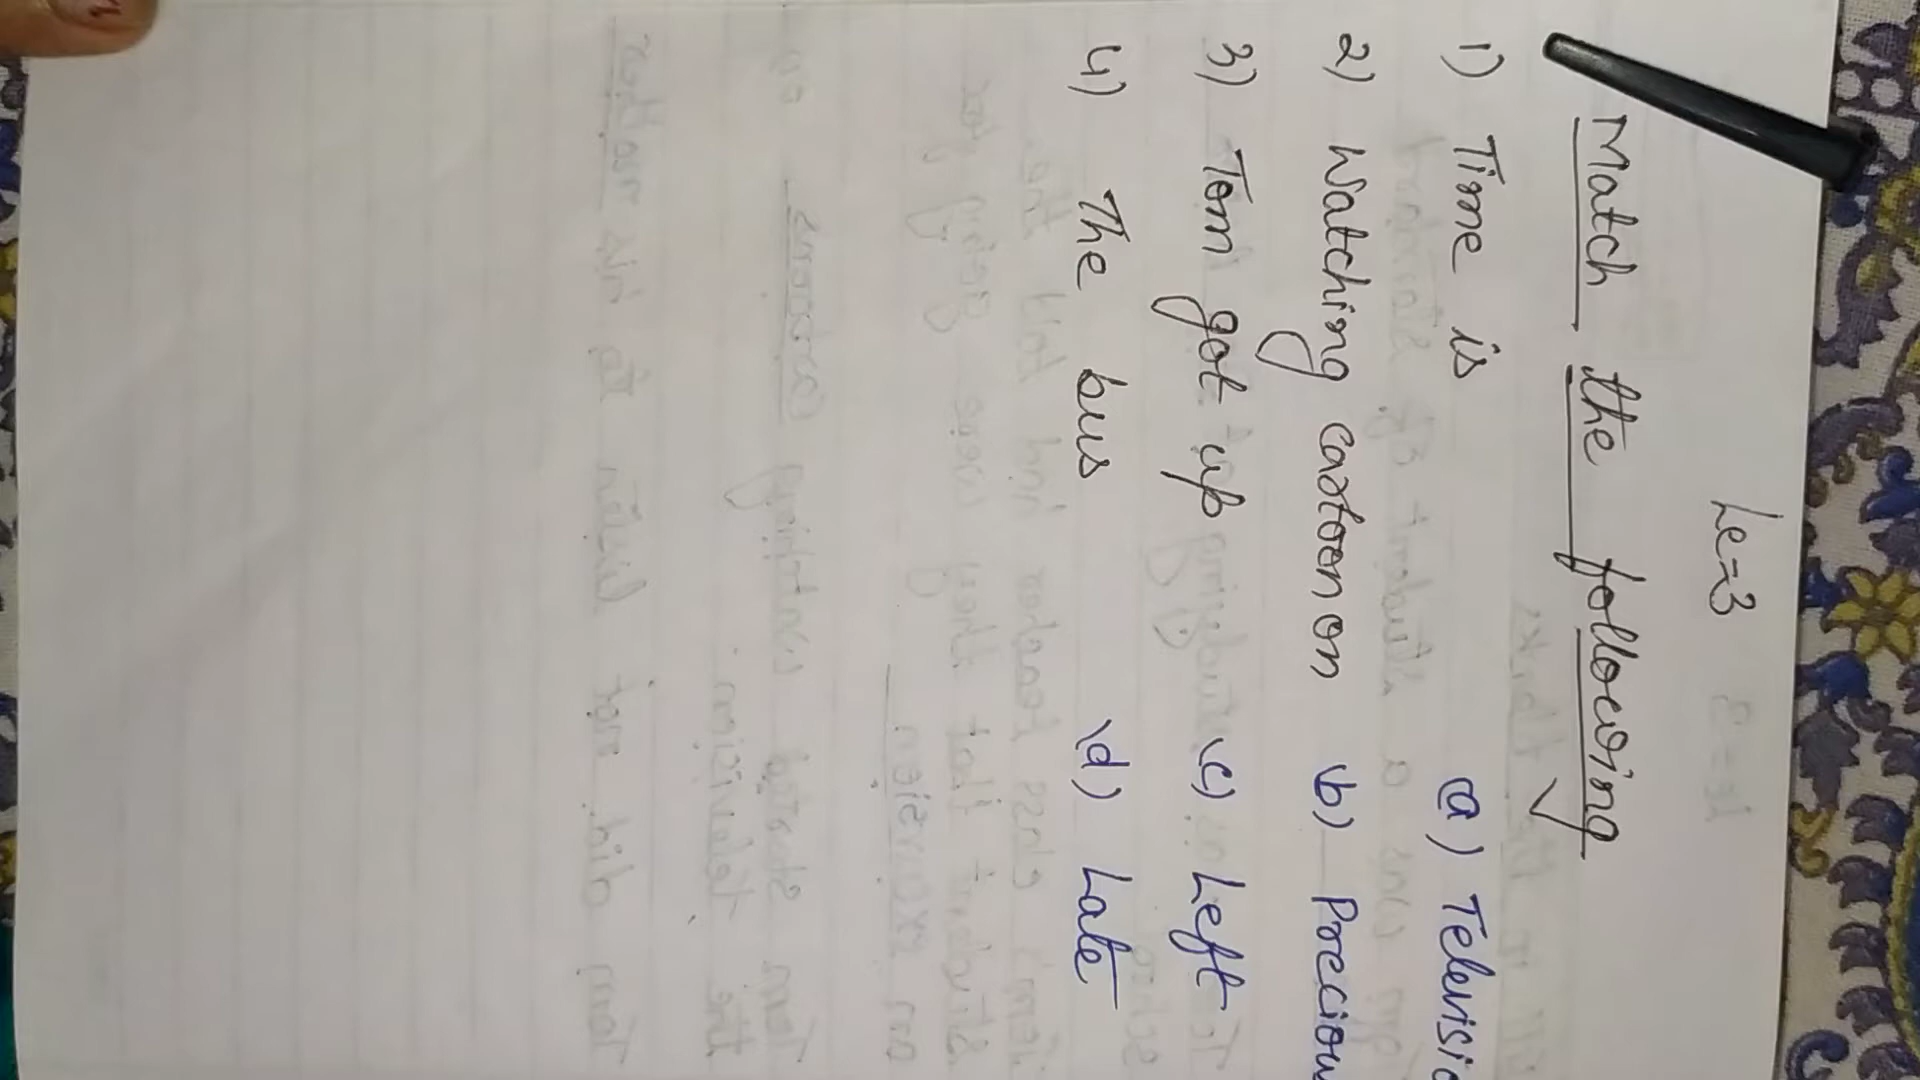 Le-3
Match the following
1) Time is (a) Televisi
2) Watching cartoon on b) Preciou
3) Tom got up c) Left
4) The bus d) Late